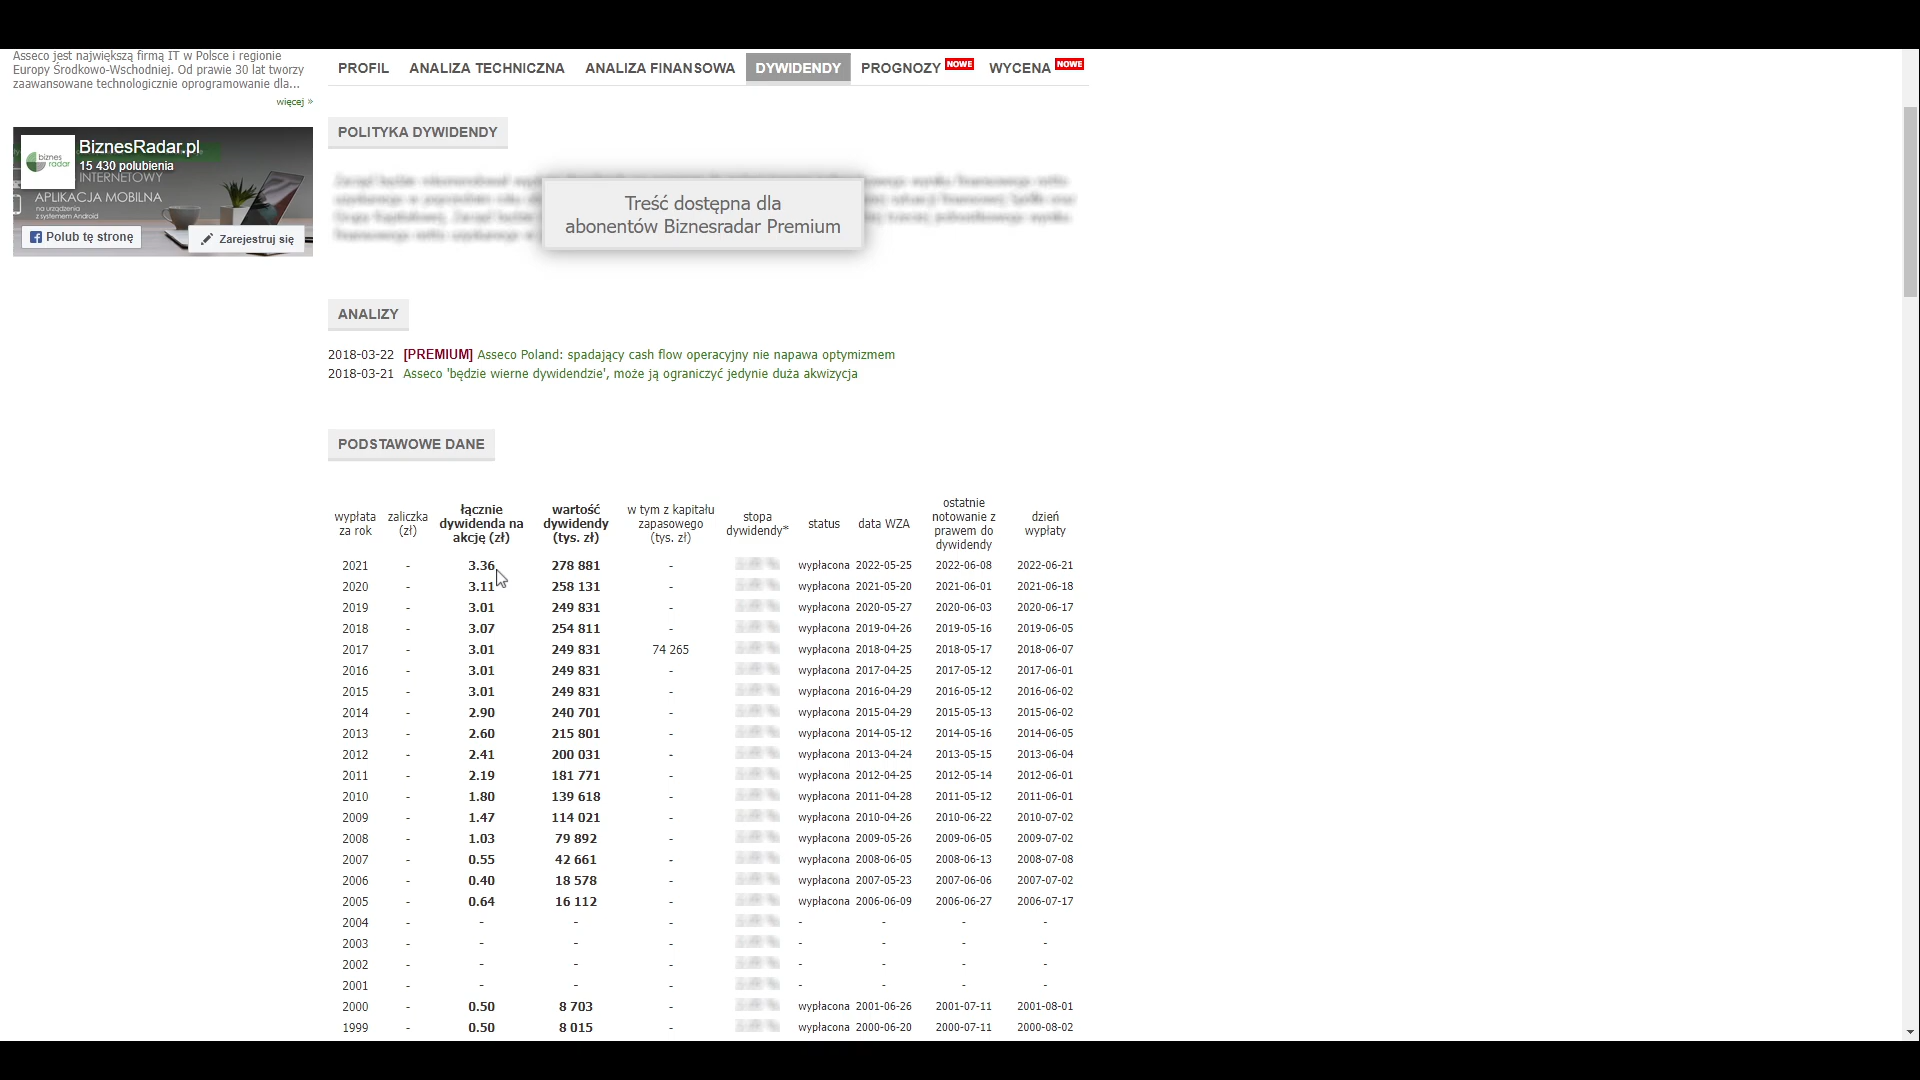 Asseco jest największą firmą IT w Polsce i regionie
Europy Środkowo-Wschodniej. Od prawie 30 lat tworzy
zaawansowane technologicznie oprogramowanie dla...
więcej »
biznes
radar
BiznesRadar.pl
15 430 polubienia
INTERNETOWY
APLIKACJA MOBILNA
na urządzenia
z systemem Android
Polub tę stronę
Zarejestruj się
PROFIL ANALIZA TECHNICZNA ANALIZA FINANSOWA DYWIDENDY PROGNOZY NOWE WYCENA NOWE
POLITYKA DYWIDENDY
Treść dostępna dla
abonentów Biznesradar Premium
ANALIZY
2018-03-22 [PREMIUM] Asseco Poland: spadający cash flow operacyjny nie napawa optymizmem
2018-03-21 Asseco 'będzie wierne dywidendzie', może ją ograniczyć jedynie duża akwizycja
PODSTAWOWE DANE
wypłata za rok zaliczka (zł) łącznie dywidenda na akcję (zł) wartość dywidendy (tys. zł) w tym z kapitału zapasowego (tys. zł) stopa dywidendy* status data WZA ostatnie notowanie z prawem do dywidendy dzień wypłaty
2021 - 3.36 278 881 - wypłacona 2022-05-25 2022-06-08 2022-06-21
2020 - 3.11 258 131 - wypłacona 2021-05-20 2021-06-01 2021-06-18
2019 - 3.01 249 831 - wypłacona 2020-05-27 2020-06-03 2020-06-17
2018 - 3.07 254 811 - wypłacona 2019-04-26 2019-05-16 2019-06-05
2017 - 3.01 249 831 74 265 wypłacona 2018-04-25 2018-05-17 2018-06-07
2016 - 3.01 249 831 - wypłacona 2017-04-25 2017-05-12 2017-06-01
2015 - 3.01 249 831 - wypłacona 2016-04-29 2016-05-12 2016-06-02
2014 - 2.90 240 701 - wypłacona 2015-04-29 2015-05-13 2015-06-02
2013 - 2.60 215 801 - wypłacona 2014-05-12 2014-05-16 2014-06-05
2012 - 2.41 200 031 - wypłacona 2013-04-24 2013-05-15 2013-06-04
2011 - 2.19 181 771 - wypłacona 2012-04-25 2012-05-14 2012-06-01
2010 - 1.80 139 618 - wypłacona 2011-04-28 2011-05-12 2011-06-01
2009 - 1.47 114 021 - wypłacona 2010-04-26 2010-06-22 2010-07-02
2008 - 1.03 79 892 - wypłacona 2009-05-26 2009-06-05 2009-07-02
2007 - 0.55 42 661 - wypłacona 2008-06-05 2008-06-13 2008-07-08
2006 - 0.40 18 578 - wypłacona 2007-05-23 2007-06-06 2007-07-02
2005 - 0.64 16 112 - wypłacona 2006-06-09 2006-06-27 2006-07-17
2004 - - - - - - - -
2003 - - - - - - - -
2002 - - - - - - - -
2001 - - - - - - - -
2000 - 0.50 8 703 - wypłacona 2001-06-26 2001-07-11 2001-08-01
1999 - 0.50 8 015 - wypłacona 2000-06-20 2000-07-11 2000-08-02